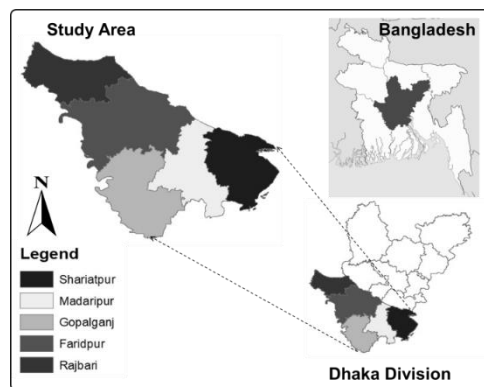 Study Area
Bangladesh
N
Legend
Shariatpur
Madaripur
Gopalganj
Faridpur
Rajbari
Dhaka Division